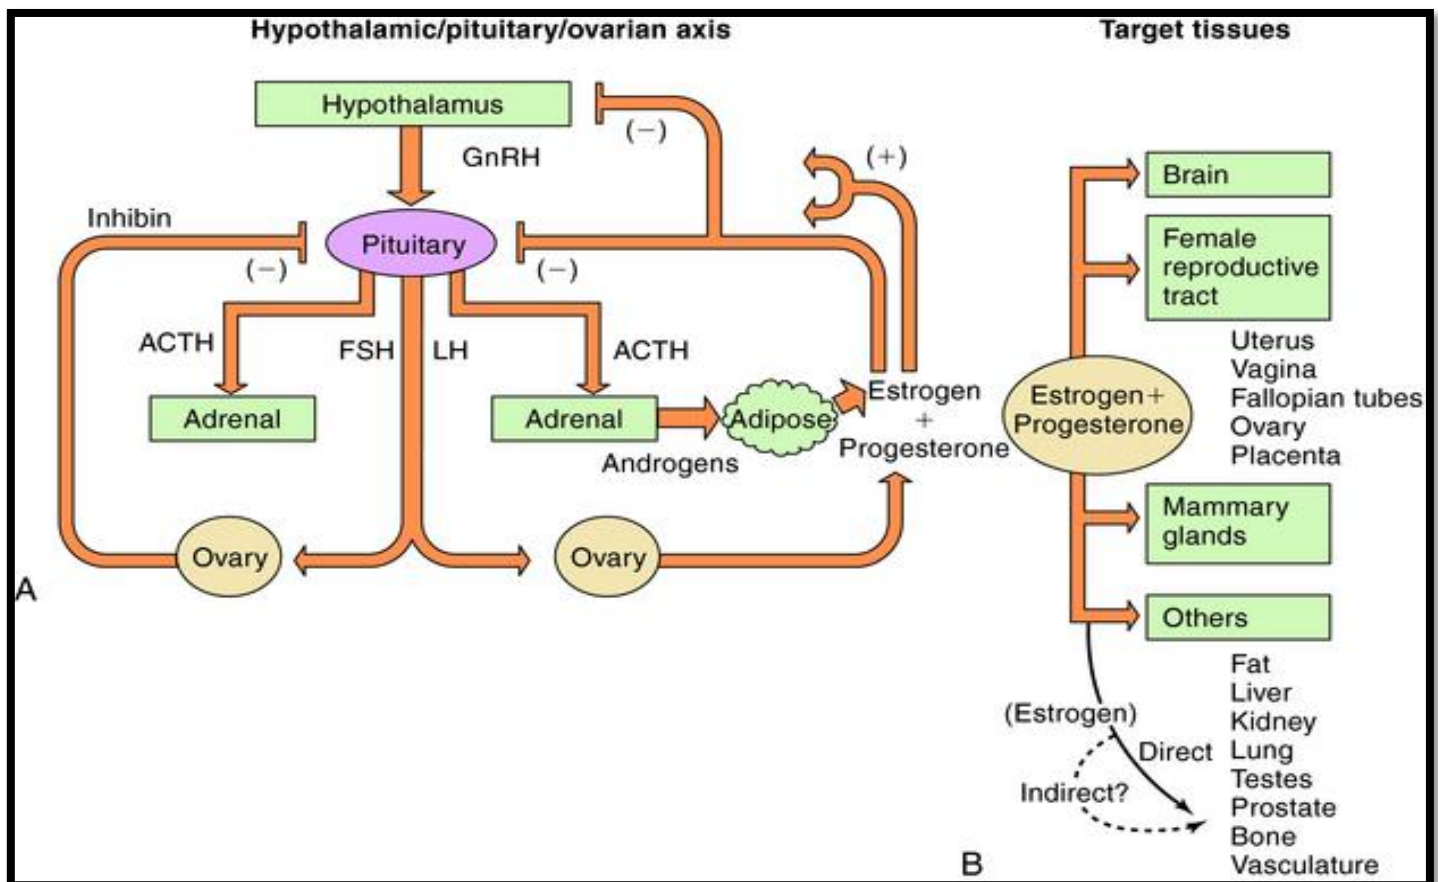 Hypothalamic/pituitary/ovarian axis
Target tissues
Hypothalamus
(−)
GnRH
(+)
Inhibin
Pituitary
(−)
(−)
ACTH
FSH
LH
ACTH
Adrenal
Adrenal
Androgens
Adipose
Estrogen
+
Progesterone
Ovary
Ovary
A
Brain
Female
reproductive
tract
Uterus
Vagina
Fallopian tubes
Ovary
Placenta
Estrogen+
Progesterone
Mammary
glands
Others
Fat
Liver
Kidney
Lung
Testes
Prostate
Bone
Vasculature
(Estrogen)
Direct
Indirect?
B